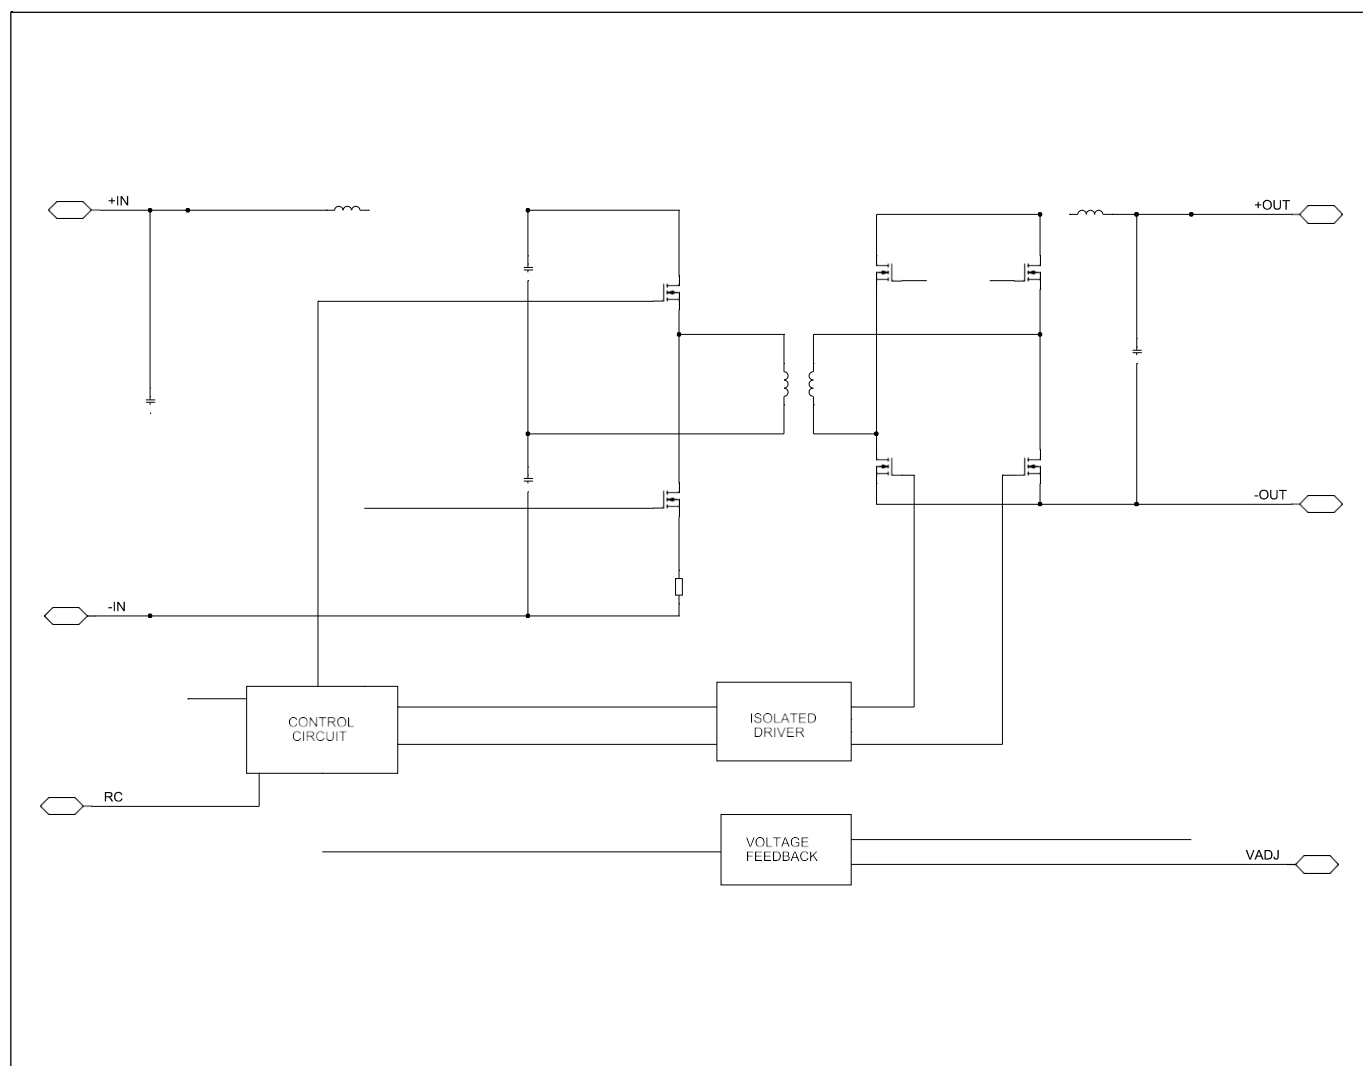 +IN
+OUT
-OUT
-IN
CONTROL
CIRCUIT
ISOLATED
DRIVER
RC
VOLTAGE
FEEDBACK
VADJ